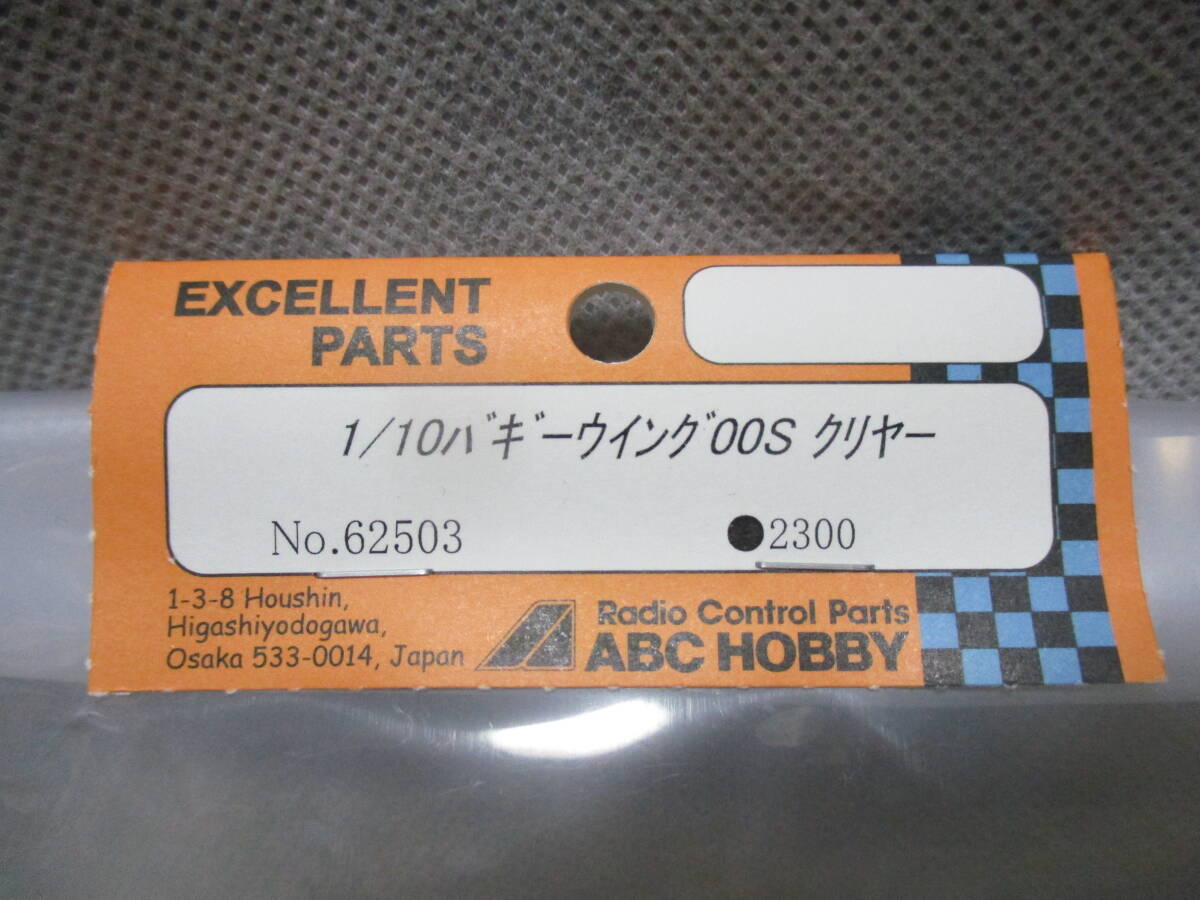 EXCELLENT
PARTS
1/10バギーウイング00S クリヤー
No.62503 ●2300
1-3-8 Houshin,
Higashiyodogawa,
Osaka 533-0014, Japan
Radio Control Parts
ABC HOBBY